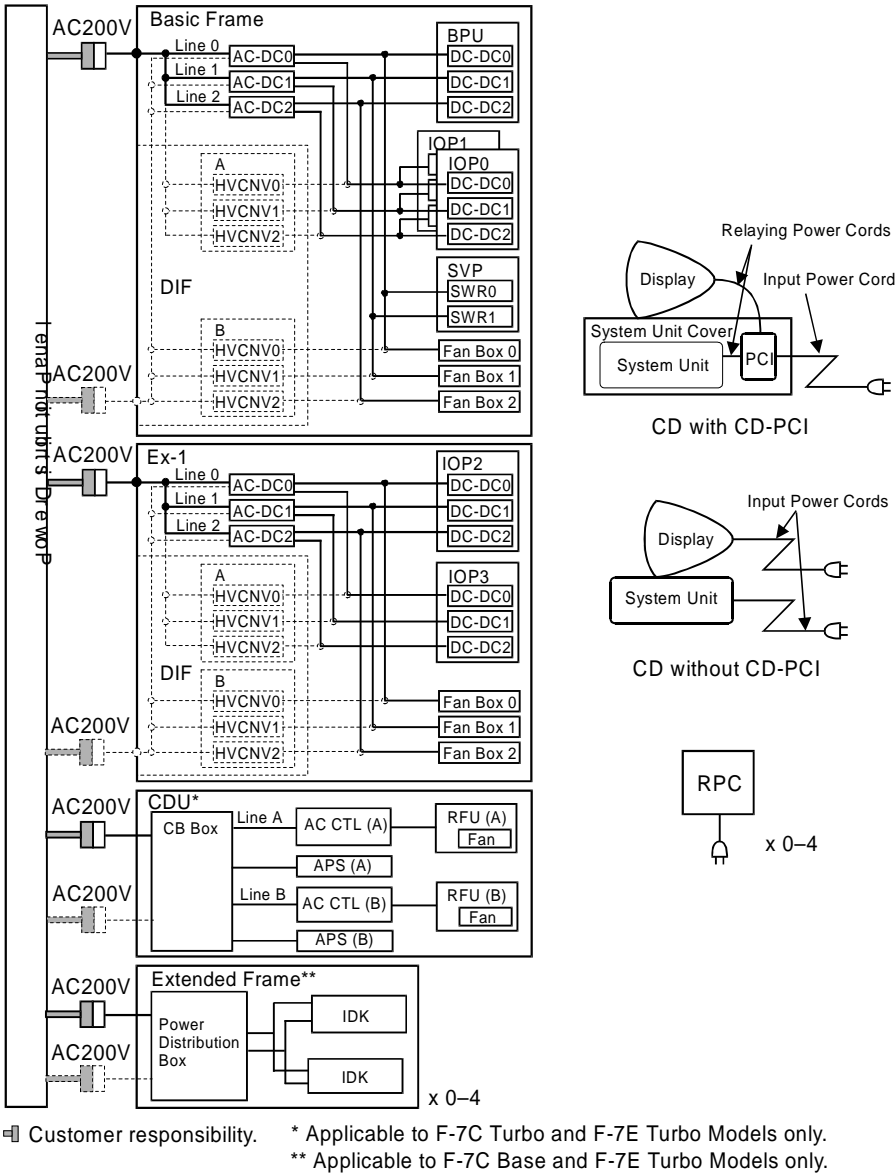 Power Distribution Panel
AC200V
Basic Frame
Line 0
AC-DC0
Line 1
AC-DC1
Line 2
AC-DC2
BPU
DC-DC0
DC-DC1
DC-DC2
IOP1
IOP0
DC-DC0
DC-DC1
DC-DC2
A
HVCNV0
HVCNV1
HVCNV2
DIF
SVP
SWR0
SWR1
B
HVCNV0
HVCNV1
HVCNV2
Fan Box 0
Fan Box 1
Fan Box 2
AC200V
AC200V
Ex-1
Line 0
AC-DC0
Line 1
AC-DC1
Line 2
AC-DC2
IOP2
DC-DC0
DC-DC1
DC-DC2
A
HVCNV0
HVCNV1
HVCNV2
IOP3
DC-DC0
DC-DC1
DC-DC2
DIF
B
HVCNV0
HVCNV1
HVCNV2
Fan Box 0
Fan Box 1
Fan Box 2
AC200V
AC200V
CDU*
CB Box
Line A
AC CTL (A)
RFU (A)
Fan
APS (A)
AC200V
Line B
AC CTL (B)
RFU (B)
Fan
APS (B)
AC200V
Extended Frame**
Power
Distribution
Box
IDK
AC200V
IDK
x 0–4
Relaying Power Cords
Display
Input Power Cord
System Unit Cover
System Unit
PCI
CD with CD-PCI
Input Power Cords
Display
System Unit
CD without CD-PCI
RPC
x 0–4
Customer responsibility.
* Applicable to F-7C Turbo and F-7E Turbo Models only.
** Applicable to F-7C Base and F-7E Turbo Models only.